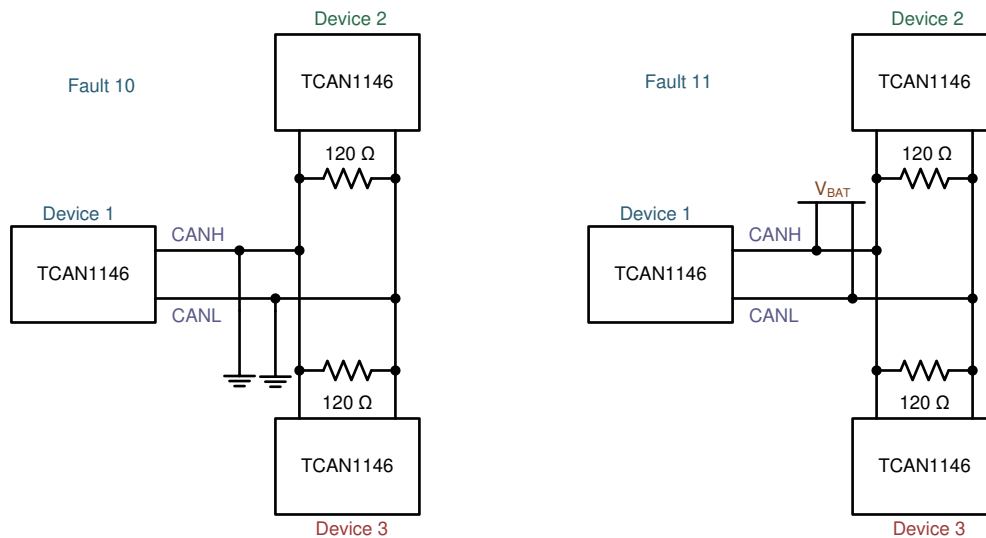 Device 2
TCAN1146
Fault 10
120 Ω
Device 1
CANH
TCAN1146
CANL
120 Ω
TCAN1146
Device 3
Device 2
TCAN1146
Fault 11
120 Ω
VBAT
Device 1
CANH
TCAN1146
CANL
120 Ω
TCAN1146
Device 3